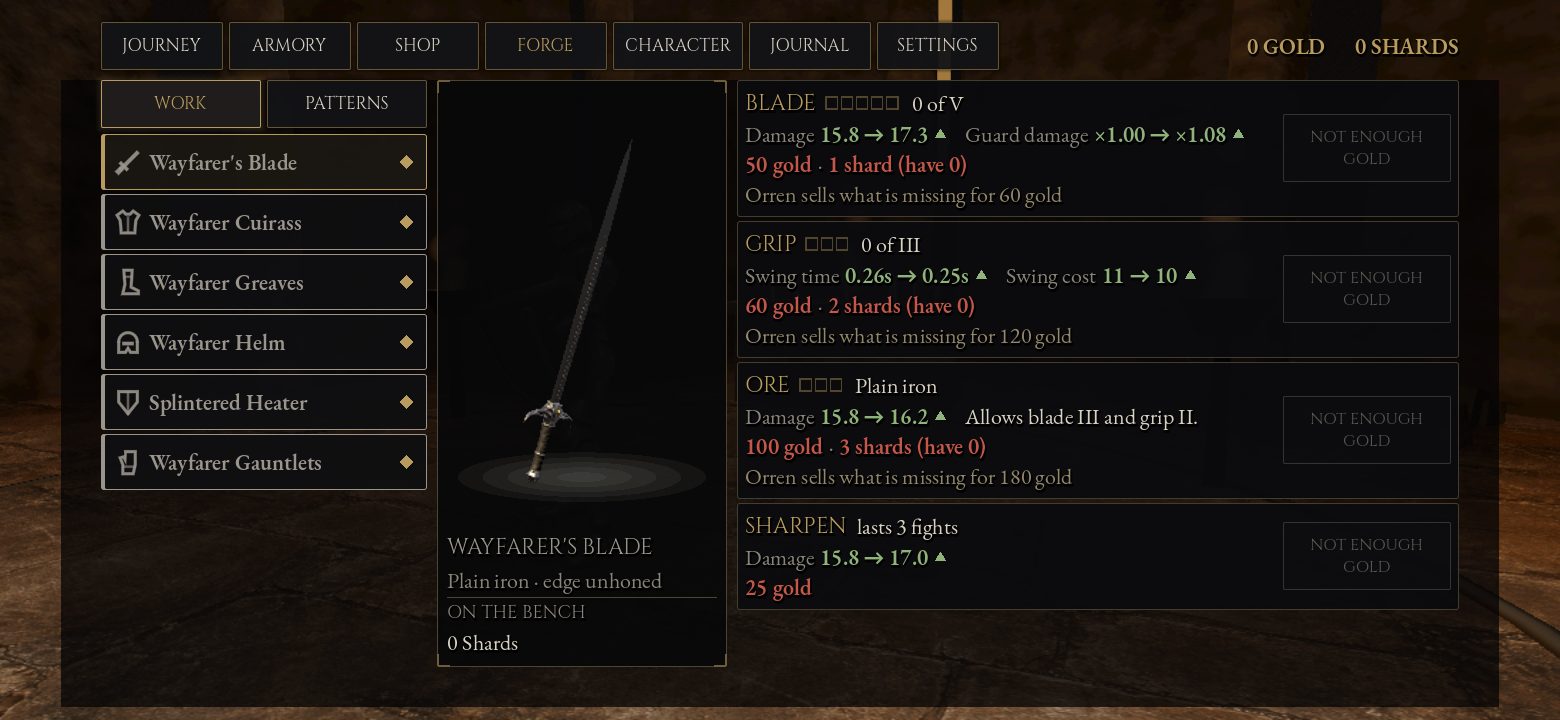 JOURNEY ARMORY SHOP FORGE CHARACTER JOURNAL SETTINGS 0 GOLD 0 SHARDS
WORK PATTERNS
Wayfarer's Blade
Wayfarer Cuirass
Wayfarer Greaves
Wayfarer Helm
Splintered Heater
Wayfarer Gauntlets
WAYFARER'S BLADE
Plain iron · edge unhoned
ON THE BENCH
0 Shards
BLADE 0 of V
Damage 15.8 → 17.3 ▲ Guard damage ×1.00 → ×1.08 ▲
50 gold · 1 shard (have 0)
Orren sells what is missing for 60 gold
NOT ENOUGH
GOLD
GRIP 0 of III
Swing time 0.26s → 0.25s ▲ Swing cost 11 → 10 ▲
60 gold · 2 shards (have 0)
Orren sells what is missing for 120 gold
NOT ENOUGH
GOLD
ORE Plain iron
Damage 15.8 → 16.2 ▲ Allows blade III and grip II.
100 gold · 3 shards (have 0)
Orren sells what is missing for 180 gold
NOT ENOUGH
GOLD
SHARPEN lasts 3 fights
Damage 15.8 → 17.0 ▲
25 gold
NOT ENOUGH
GOLD